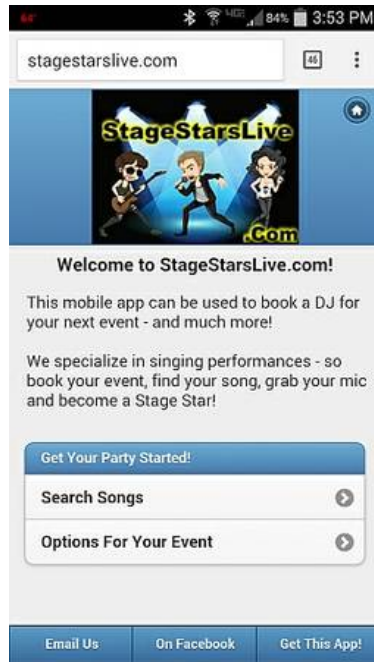 64° 4G LTE 84% 3:53 PM
stagestarslive.com 46
StageStarsLive
.Com
Welcome to StageStarsLive.com!
This mobile app can be used to book a DJ for
your next event - and much more!
We specialize in singing performances - so
book your event, find your song, grab your mic
and become a Stage Star!
Get Your Party Started!
Search Songs
Options For Your Event
Email Us On Facebook Get This App!